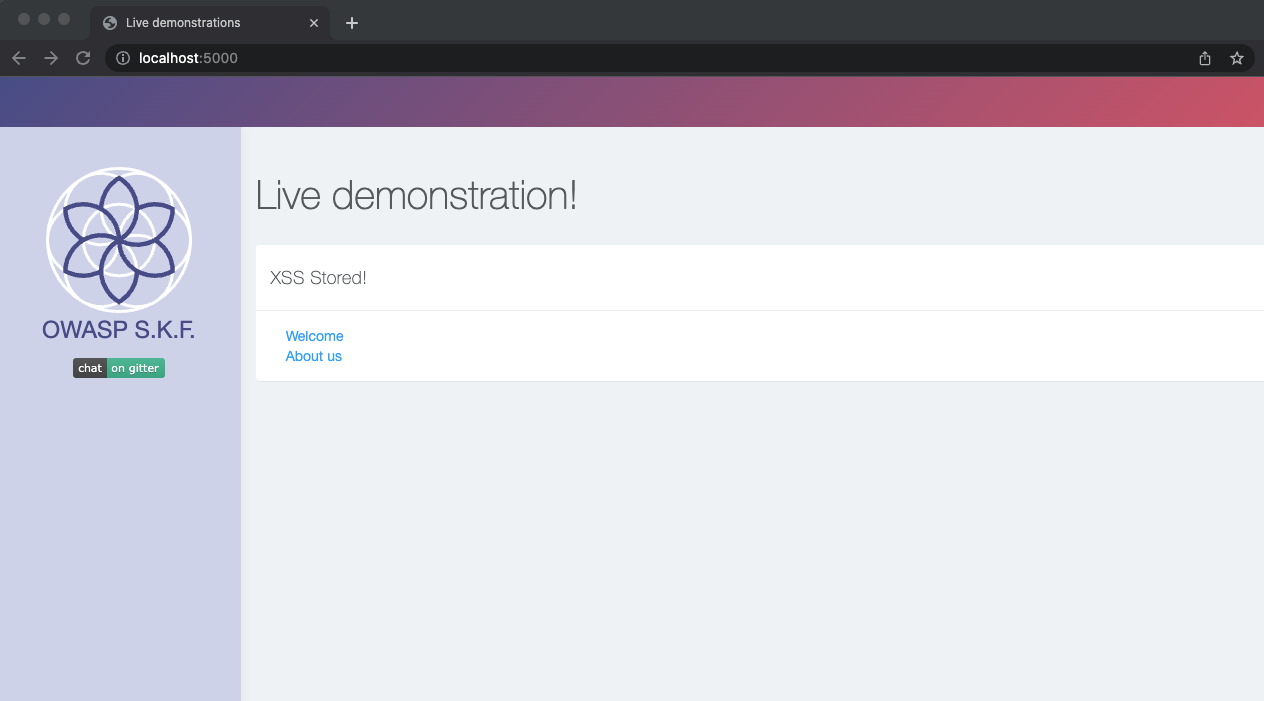 Live demonstrations
localhost:5000
OWASP S.K.F.
chat on gitter
Live demonstration!
XSS Stored!
Welcome
About us